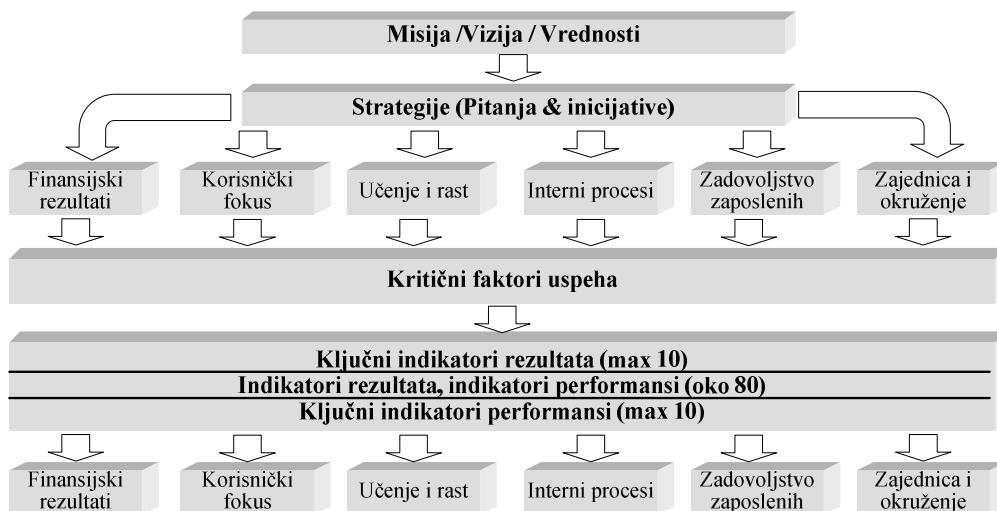 Misija /Vizija / Vrednosti
Strategije (Pitanja & inicijative)
Finansijski
rezultati
Korisnički
fokus
Učenje i rast
Interni procesi
Zadovoljstvo
zaposlenih
Zajednica i
okruženje
Kritični faktori uspeha
Ključni indikatori rezultata (max 10)
Indikatori rezultata, indikatori performansi (oko 80)
Ključni indikatori performansi (max 10)
Finansijski
rezultati
Korisnički
fokus
Učenje i rast
Interni procesi
Zadovoljstvo
zaposlenih
Zajednica i
okruženje